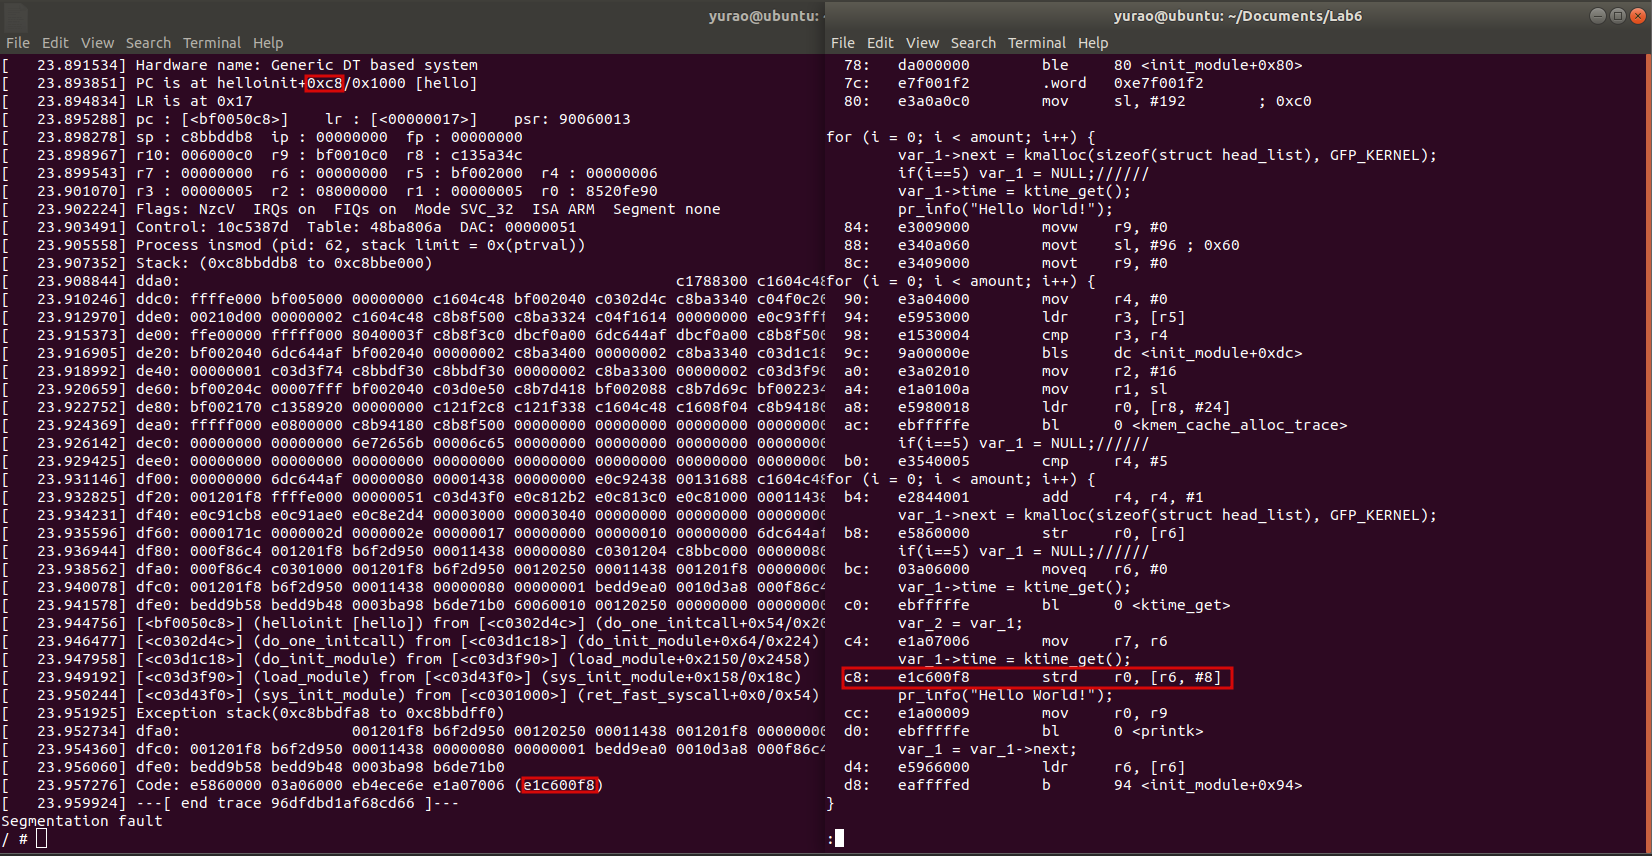 yurao@ubuntu: ~
File Edit View Search Terminal Help
[   23.891534] Hardware name: Generic DT based system
[   23.893851] PC is at helloinit+0xc8/0x1000 [hello]
[   23.894834] LR is at 0x17
[   23.895288] pc : [<bf0050c8>]    lr : [<00000017>]    psr: 90060013
[   23.898278] sp : c8bbddb8  ip : 00000000  fp : 00000000
[   23.898967] r10: 006000c0  r9 : bf0010c0  r8 : c135a34c
[   23.899543] r7 : 00000000  r6 : 00000000  r5 : bf002000  r4 : 00000006
[   23.901070] r3 : 00000005  r2 : 08000000  r1 : 00000005  r0 : 8520fe90
[   23.902224] Flags: NzcV  IRQs on  FIQs on  Mode SVC_32  ISA ARM  Segment none
[   23.903491] Control: 10c5387d  Table: 48ba806a  DAC: 00000051
[   23.905558] Process insmod (pid: 62, stack limit = 0x(ptrval))
[   23.907352] Stack: (0xc8bbddb8 to 0xc8bbe000)
[   23.908844] dda0:                                                       c1788300 c1604c48
[   23.910246] ddc0: ffffe000 bf005000 00000000 c1604c48 bf002040 c0302d4c c8ba3340 c04f0c20
[   23.912970] dde0: 00210d00 00000002 c1604c48 c8b8f500 c8ba3324 c04f1614 00000000 e0c93fff
[   23.915373] de00: ffe00000 fffff000 8040003f c8b8f3c0 dbcf0a00 6dc644af dbcf0a00 c8b8f500
[   23.916905] de20: bf002040 6dc644af bf002040 00000002 c8ba3400 00000002 c8ba3340 c03d1c18
[   23.918992] de40: 00000001 c03d3f74 c8bbdf30 c8bbdf30 00000002 c8ba3300 00000002 c03d3f90
[   23.920659] de60: bf00204c 00007fff bf002040 c03d0e50 c8b7d418 bf002088 c8b7d69c bf002234
[   23.922752] de80: bf002170 c1358920 00000000 c121f2c8 c121f338 c1604c48 c1608f04 c8b94180
[   23.924369] dea0: fffff000 e0800000 c8b94180 c8b8f500 00000000 00000000 00000000 00000000
[   23.926142] dec0: 00000000 00000000 6e72656b 00006c65 00000000 00000000 00000000 00000000
[   23.929425] dee0: 00000000 00000000 00000000 00000000 00000000 00000000 00000000 00000000
[   23.931146] df00: 00000000 6dc644af 00000080 00001438 00000000 e0c92438 00131688 c1604c48
[   23.932825] df20: 001201f8 ffffe000 00000051 c03d43f0 e0c812b2 e0c813c0 e0c81000 00011438
[   23.934231] df40: e0c91cb8 e0c91ae0 e0c8e2d4 00003000 00003040 00000000 00000000 00000000
[   23.935596] df60: 0000171c 0000002d 0000002e 00000017 00000000 00000010 00000000 6dc644af
[   23.936944] df80: 000f86c4 001201f8 b6f2d950 00011438 00000080 c0301204 c8bbc000 00000080
[   23.938562] dfa0: 000f86c4 c0301000 001201f8 b6f2d950 00120250 00011438 001201f8 00000000
[   23.940078] dfc0: 001201f8 b6f2d950 00011438 00000080 00000001 bedd9ea0 0010d3a8 000f86c4
[   23.941578] dfe0: bedd9b58 bedd9b48 0003ba98 b6de71b0 60060010 00120250 00000000 00000000
[   23.944756] [<bf0050c8>] (helloinit [hello]) from [<c0302d4c>] (do_one_initcall+0x54/0x20
[   23.946477] [<c0302d4c>] (do_one_initcall) from [<c03d1c18>] (do_init_module+0x64/0x224)
[   23.947958] [<c03d1c18>] (do_init_module) from [<c03d3f90>] (load_module+0x2150/0x2458)
[   23.949192] [<c03d3f90>] (load_module) from [<c03d43f0>] (sys_init_module+0x158/0x18c)
[   23.950244] [<c03d43f0>] (sys_init_module) from [<c0301000>] (ret_fast_syscall+0x0/0x54)
[   23.951925] Exception stack(0xc8bbdfa8 to 0xc8bbdff0)
[   23.952734] dfa0:                   001201f8 b6f2d950 00120250 00011438 001201f8 00000000
[   23.954360] dfc0: 001201f8 b6f2d950 00011438 00000080 00000001 bedd9ea0 0010d3a8 000f86c4
[   23.956060] dfe0: bedd9b58 bedd9b48 0003ba98 b6de71b0
[   23.957276] Code: e5860000 03a06000 eb4ece6e e1a07006 (e1c600f8)
[   23.959924] ---[ end trace 96dfdbd1af68cd66 ]---
Segmentation fault
/ #
yurao@ubuntu: ~/Documents/Lab6
File Edit View Search Terminal Help
78:   da000000        ble     80 <init_module+0x80>
7c:   e7f001f2        .word   0xe7f001f2
80:   e3a0a0c0        mov     sl, #192        ; 0xc0
for (i = 0; i < amount; i++) {
var_1->next = kmalloc(sizeof(struct head_list), GFP_KERNEL);
if(i==5) var_1 = NULL;//////
var_1->time = ktime_get();
pr_info("Hello World!");
84:   e3009000        movw    r9, #0
88:   e340a060        movt    sl, #96 ; 0x60
8c:   e3409000        movt    r9, #0
for (i = 0; i < amount; i++) {
90:   e3a04000        mov     r4, #0
94:   e5953000        ldr     r3, [r5]
98:   e1530004        cmp     r3, r4
9c:   9a00000e        bls     dc <init_module+0xdc>
a0:   e3a02010        mov     r2, #16
a4:   e1a0100a        mov     r1, sl
a8:   e5980018        ldr     r0, [r8, #24]
ac:   ebfffffe        bl      0 <kmem_cache_alloc_trace>
if(i==5) var_1 = NULL;//////
b0:   e3540005        cmp     r4, #5
for (i = 0; i < amount; i++) {
b4:   e2844001        add     r4, r4, #1
var_1->next = kmalloc(sizeof(struct head_list), GFP_KERNEL);
b8:   e5860000        str     r0, [r6]
if(i==5) var_1 = NULL;//////
bc:   03a06000        moveq   r6, #0
var_1->time = ktime_get();
c0:   ebfffffe        bl      0 <ktime_get>
var_2 = var_1;
c4:   e1a07006        mov     r7, r6
var_1->time = ktime_get();
c8:   e1c600f8        strd    r0, [r6, #8]
pr_info("Hello World!");
cc:   e1a00009        mov     r0, r9
d0:   ebfffffe        bl      0 <printk>
var_1 = var_1->next;
d4:   e5966000        ldr     r6, [r6]
d8:   eaffffed        b       94 <init_module+0x94>
}
: